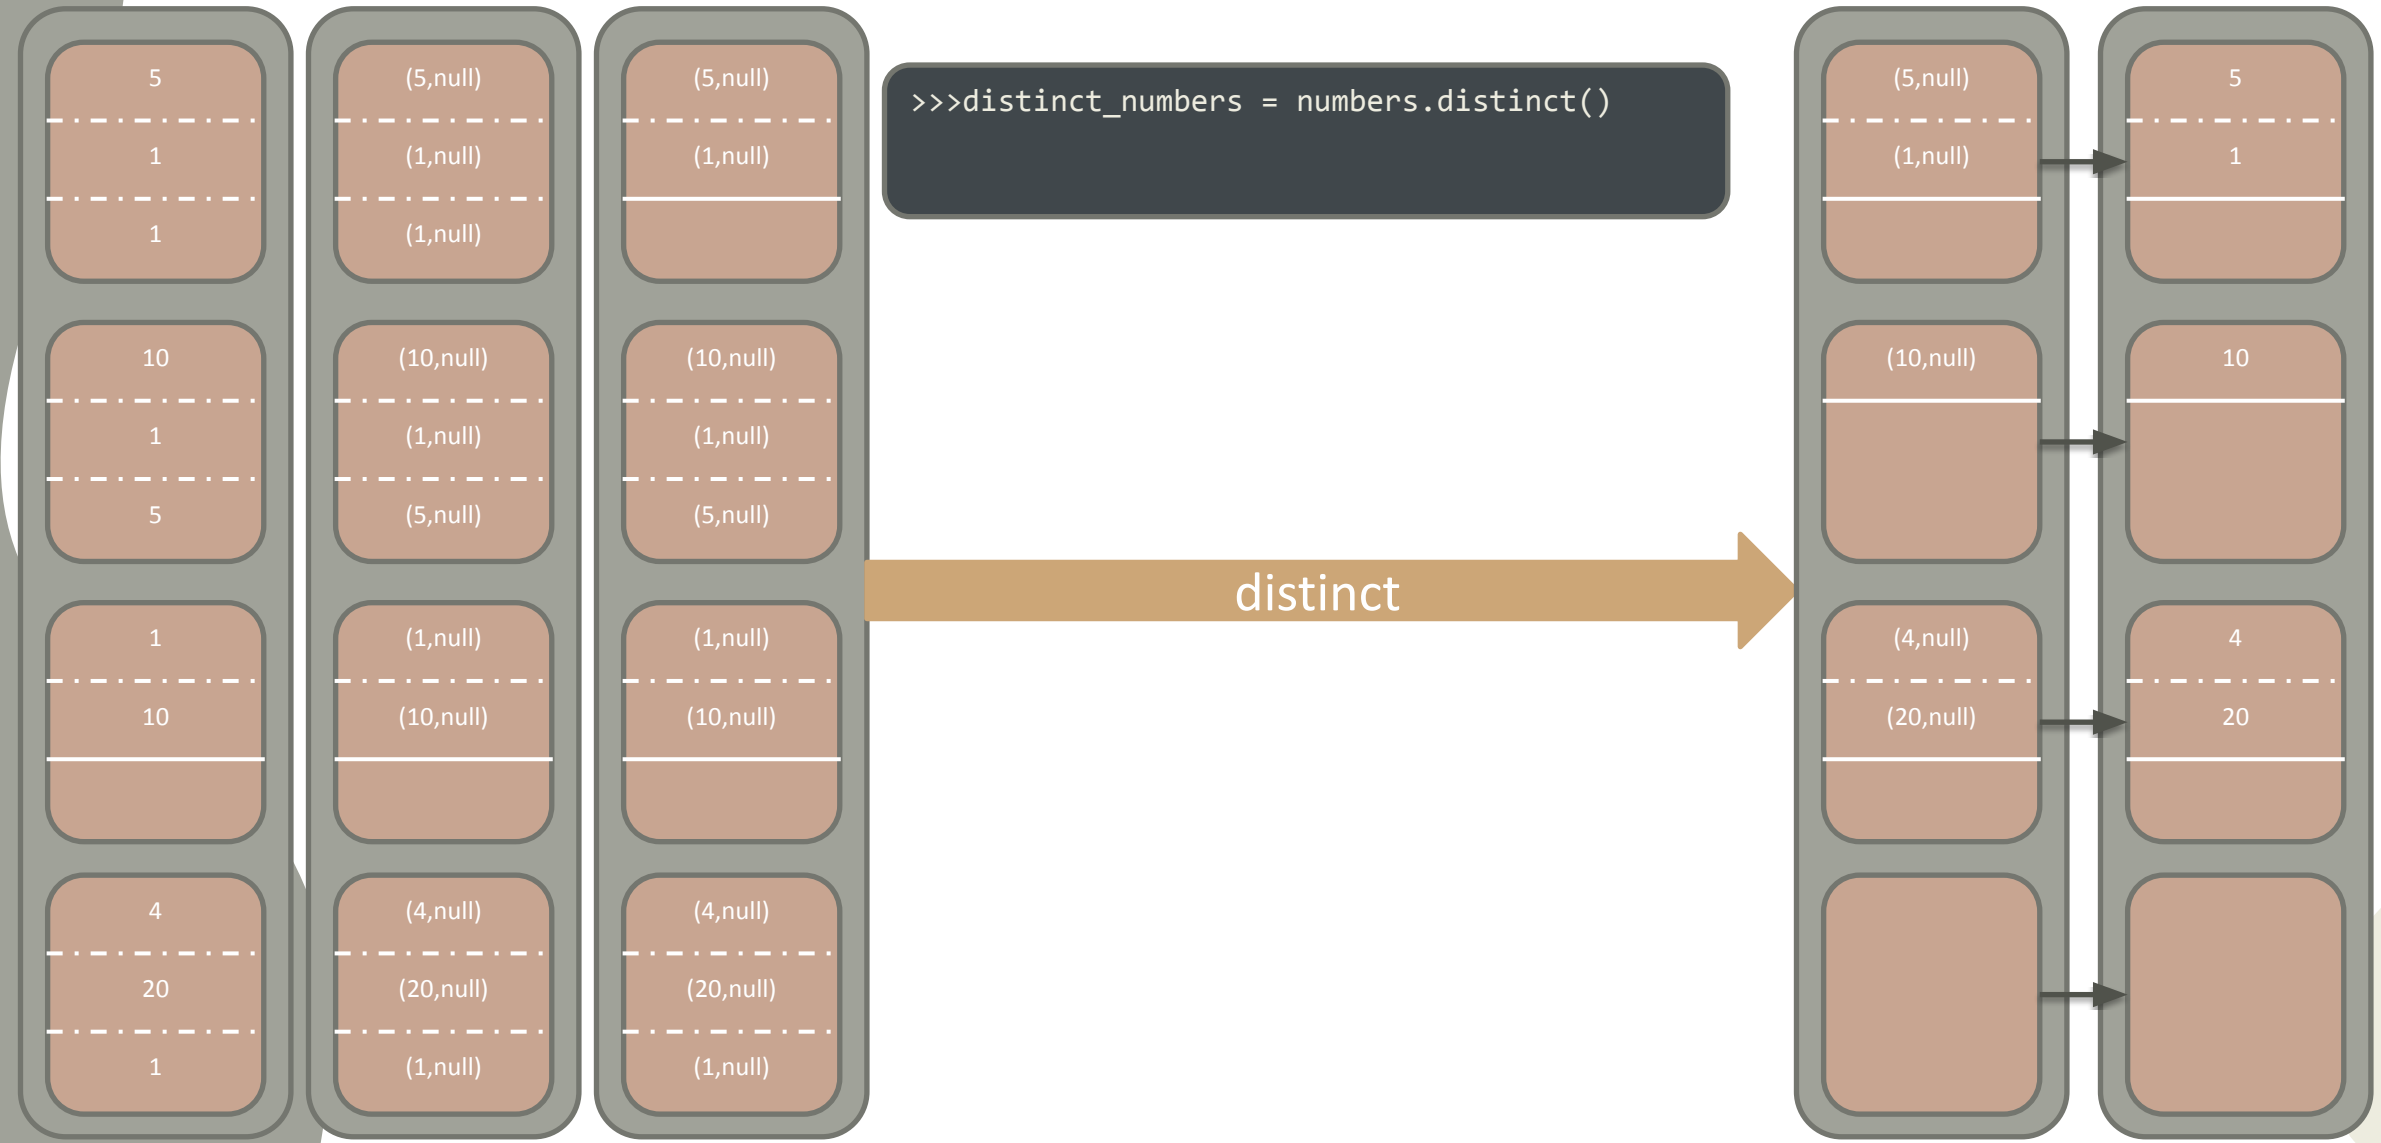 5
1
1
10
1
5
1
10
4
20
1
(5,null)
(1,null)
(1,null)
(10,null)
(1,null)
(5,null)
(1,null)
(10,null)
(4,null)
(20,null)
(1,null)
(5,null)
(1,null)
(10,null)
(1,null)
(5,null)
(1,null)
(10,null)
(4,null)
(20,null)
(1,null)
>>>distinct_numbers = numbers.distinct()
distinct
(5,null)
(1,null)
(10,null)
(4,null)
(20,null)
5
1
10
4
20